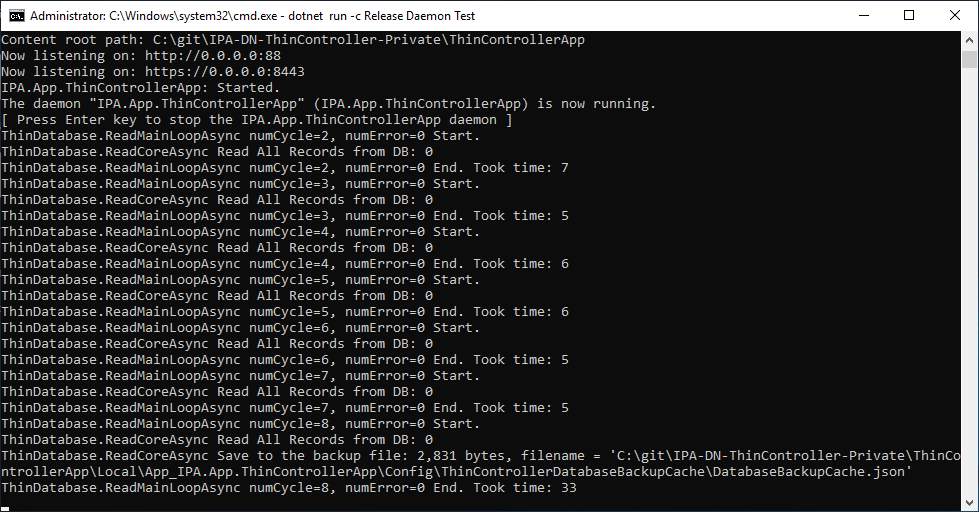 Administrator: C:\Windows\system32\cmd.exe - dotnet  run -c Release Daemon Test
Content root path: C:\git\IPA-DN-ThinController-Private\ThinControllerApp
Now listening on: http://0.0.0.0:88
Now listening on: https://0.0.0.0:8443
IPA.App.ThinControllerApp: Started.
The daemon "IPA.App.ThinControllerApp" (IPA.App.ThinControllerApp) is now running.
[ Press Enter key to stop the IPA.App.ThinControllerApp daemon ]
ThinDatabase.ReadMainLoopAsync numCycle=2, numError=0 Start.
ThinDatabase.ReadCoreAsync Read All Records from DB: 0
ThinDatabase.ReadMainLoopAsync numCycle=2, numError=0 End. Took time: 7
ThinDatabase.ReadMainLoopAsync numCycle=3, numError=0 Start.
ThinDatabase.ReadCoreAsync Read All Records from DB: 0
ThinDatabase.ReadMainLoopAsync numCycle=3, numError=0 End. Took time: 5
ThinDatabase.ReadMainLoopAsync numCycle=4, numError=0 Start.
ThinDatabase.ReadCoreAsync Read All Records from DB: 0
ThinDatabase.ReadMainLoopAsync numCycle=4, numError=0 End. Took time: 6
ThinDatabase.ReadMainLoopAsync numCycle=5, numError=0 Start.
ThinDatabase.ReadCoreAsync Read All Records from DB: 0
ThinDatabase.ReadMainLoopAsync numCycle=5, numError=0 End. Took time: 6
ThinDatabase.ReadMainLoopAsync numCycle=6, numError=0 Start.
ThinDatabase.ReadCoreAsync Read All Records from DB: 0
ThinDatabase.ReadMainLoopAsync numCycle=6, numError=0 End. Took time: 5
ThinDatabase.ReadMainLoopAsync numCycle=7, numError=0 Start.
ThinDatabase.ReadCoreAsync Read All Records from DB: 0
ThinDatabase.ReadMainLoopAsync numCycle=7, numError=0 End. Took time: 5
ThinDatabase.ReadMainLoopAsync numCycle=8, numError=0 Start.
ThinDatabase.ReadCoreAsync Read All Records from DB: 0
ThinDatabase.ReadCoreAsync Save to the backup file: 2,831 bytes, filename = 'C:\git\IPA-DN-ThinController-Private\ThinCo
ntrollerApp\Local\App_IPA.App.ThinControllerApp\Config\ThinControllerDatabaseBackupCache\DatabaseBackupCache.json'
ThinDatabase.ReadMainLoopAsync numCycle=8, numError=0 End. Took time: 33